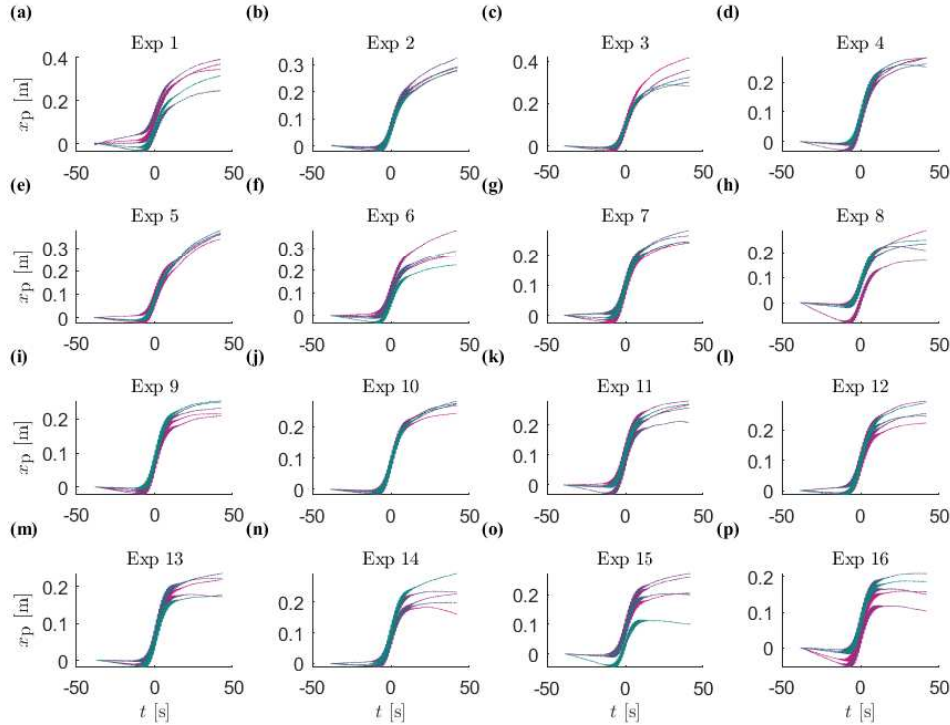 (a) (b) (c) (d)
Exp 1 Exp 2 Exp 3 Exp 4
0.4 0.3 0.4
0.2 0.2 0.2 0.2
0.1 0.1
0 0 0 0
xp [m]
-50 0 50 -50 0 50 -50 0 50 -50 0 50
(e) (f) (g) (h)
Exp 5 Exp 6 Exp 7 Exp 8
0.3 0.3 0.2 0.2
0.2 0.2 0.1 0.1
0.1 0.1
0 0 0 0
xp [m]
-50 0 50 -50 0 50 -50 0 50 -50 0 50
(i) (j) (k) (l)
Exp 9 Exp 10 Exp 11 Exp 12
0.2 0.2 0.2 0.2
0.1 0.1 0.1 0.1
0 0 0 0
xp [m]
-50 0 50 -50 0 50 -50 0 50 -50 0 50
(m) (n) (o) (p)
Exp 13 Exp 14 Exp 15 Exp 16
0.2 0.2 0.2 0.2
0.1 0.1 0.1 0.1
0 0 0 0
xp [m]
-50 0 50 -50 0 50 -50 0 50 -50 0 50
t [s] t [s] t [s] t [s]